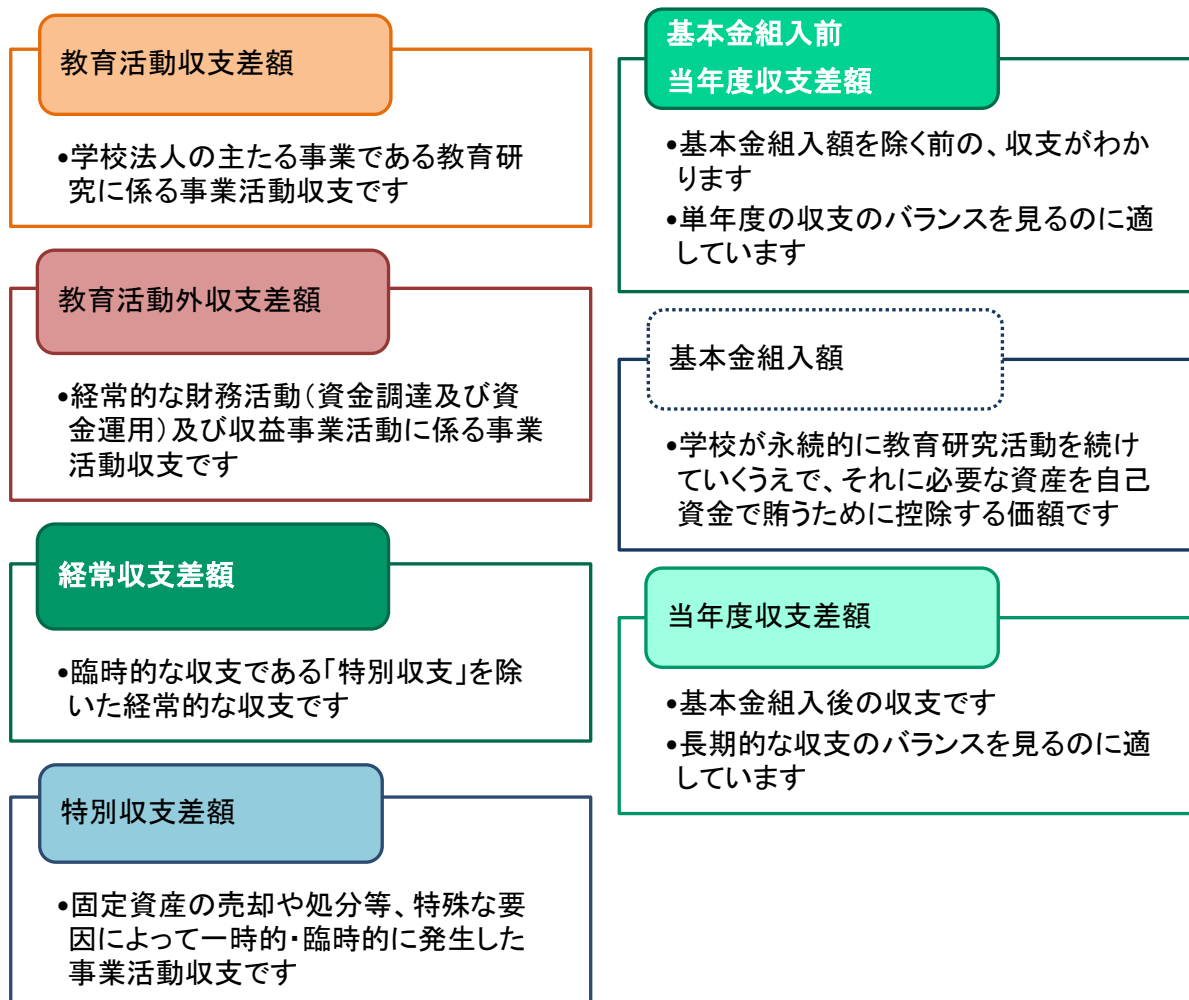 教育活動収支差額
•学校法人の主たる事業である教育研
究に係る事業活動収支です
教育活動外収支差額
•経常的な財務活動(資金調達及び資
金運用)及び収益事業活動に係る事業
活動収支です
経常収支差額
•臨時的な収支である「特別収支」を除
いた経常的な収支です
特別収支差額
•固定資産の売却や処分等、特殊な要
因によって一時的・臨時的に発生した
事業活動収支です
基本金組入前
当年度収支差額
•基本金組入額を除く前の、収支がわか
ります
•単年度の収支のバランスを見るのに適
しています
基本金組入額
•学校が永続的に教育研究活動を続け
ていくうえで、それに必要な資産を自己
資金で賄うために控除する価額です
当年度収支差額
•基本金組入後の収支です
•長期的な収支のバランスを見るのに適
しています